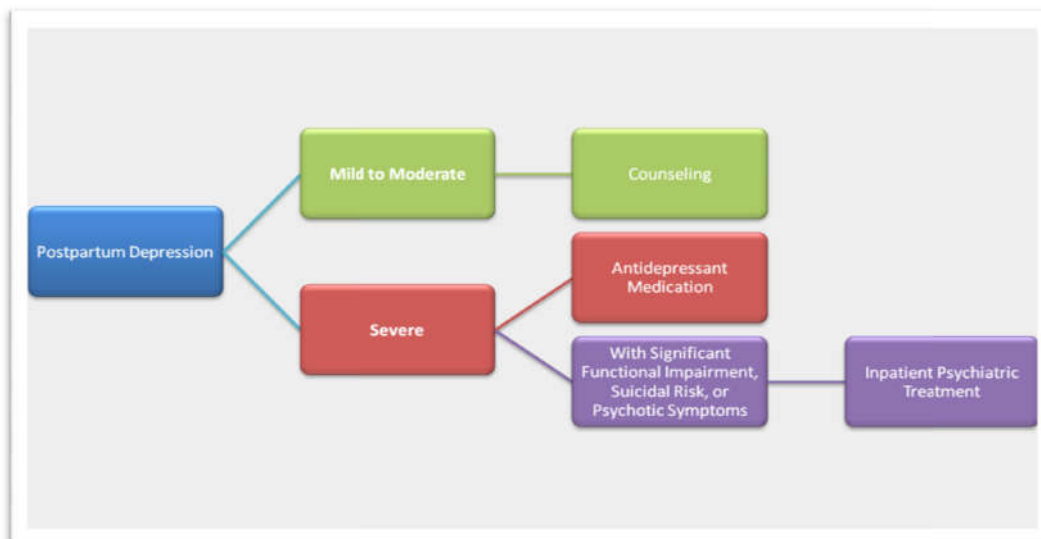 Postpartum Depression
Mild to Moderate
Counseling
Severe
Antidepressant
Medication
With Significant
Functional Impairment,
Suicidal Risk, or
Psychotic Symptoms
Inpatient Psychiatric
Treatment